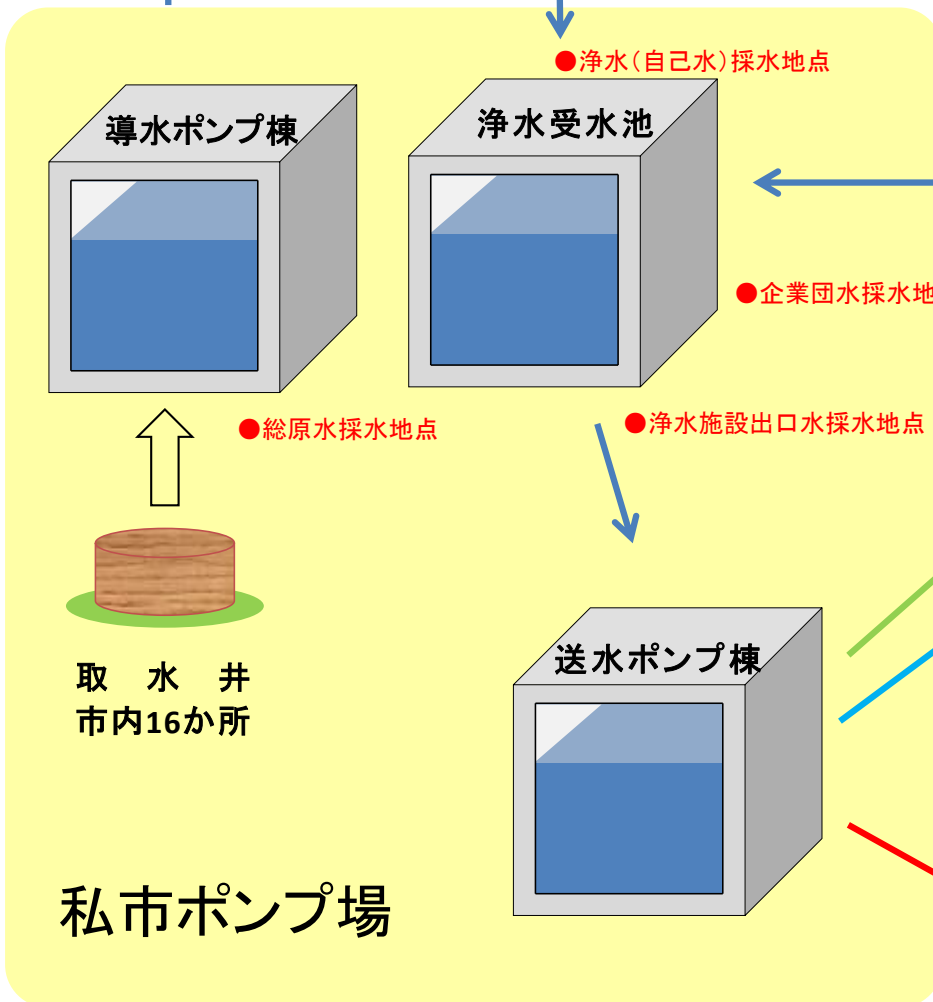 ●浄水(自己水)採水地点
導水ポンプ棟
浄水受水池
●企業団水採水地
●総原水採水地点
●浄水施設出口水採水地点
取 水 井
市内16か所
送水ポンプ棟
私市ポンプ場